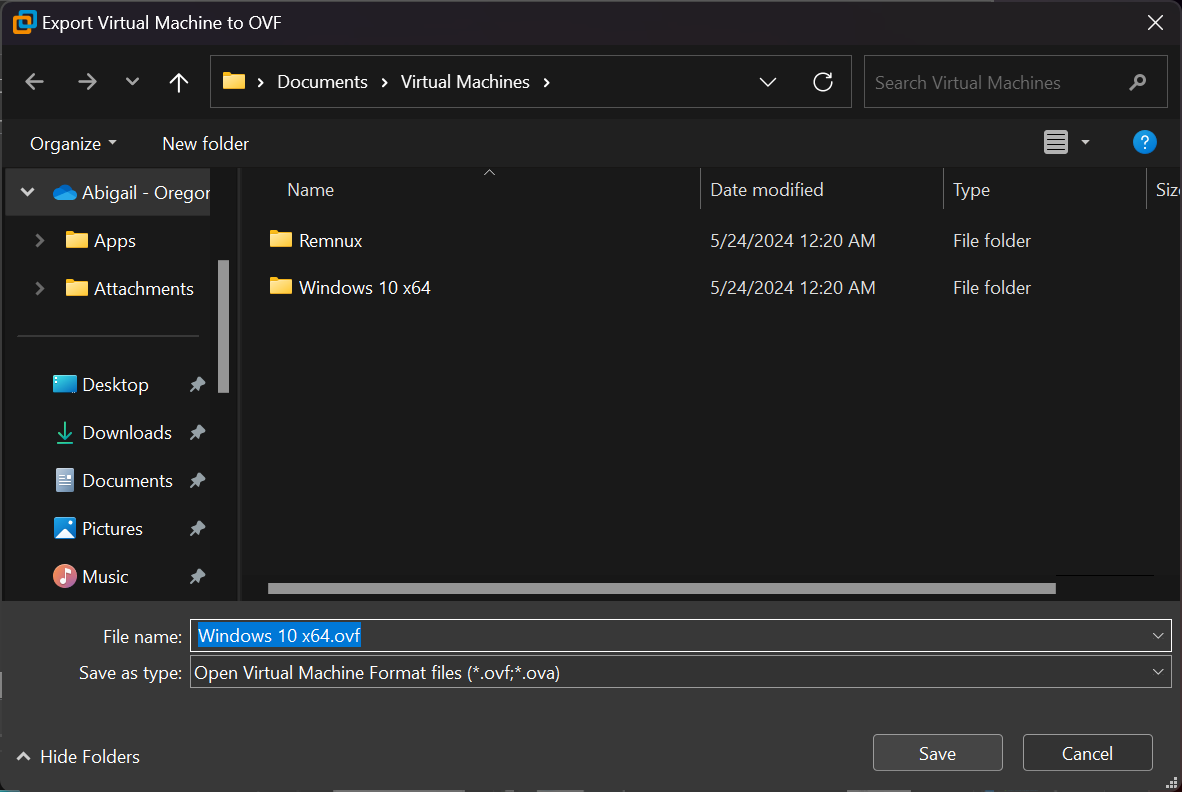 Export Virtual Machine to OVF
Documents › Virtual Machines ›
Search Virtual Machines
Organize
New folder
?
Abigail - Oregon
Apps
Attachments
Desktop
Downloads
Documents
Pictures
Music
Name Date modified Type Size
Remnux 5/24/2024 12:20 AM File folder
Windows 10 x64 5/24/2024 12:20 AM File folder
File name: Windows 10 x64.ovf
Save as type: Open Virtual Machine Format files (*.ovf;*.ova)
Hide Folders
Save
Cancel